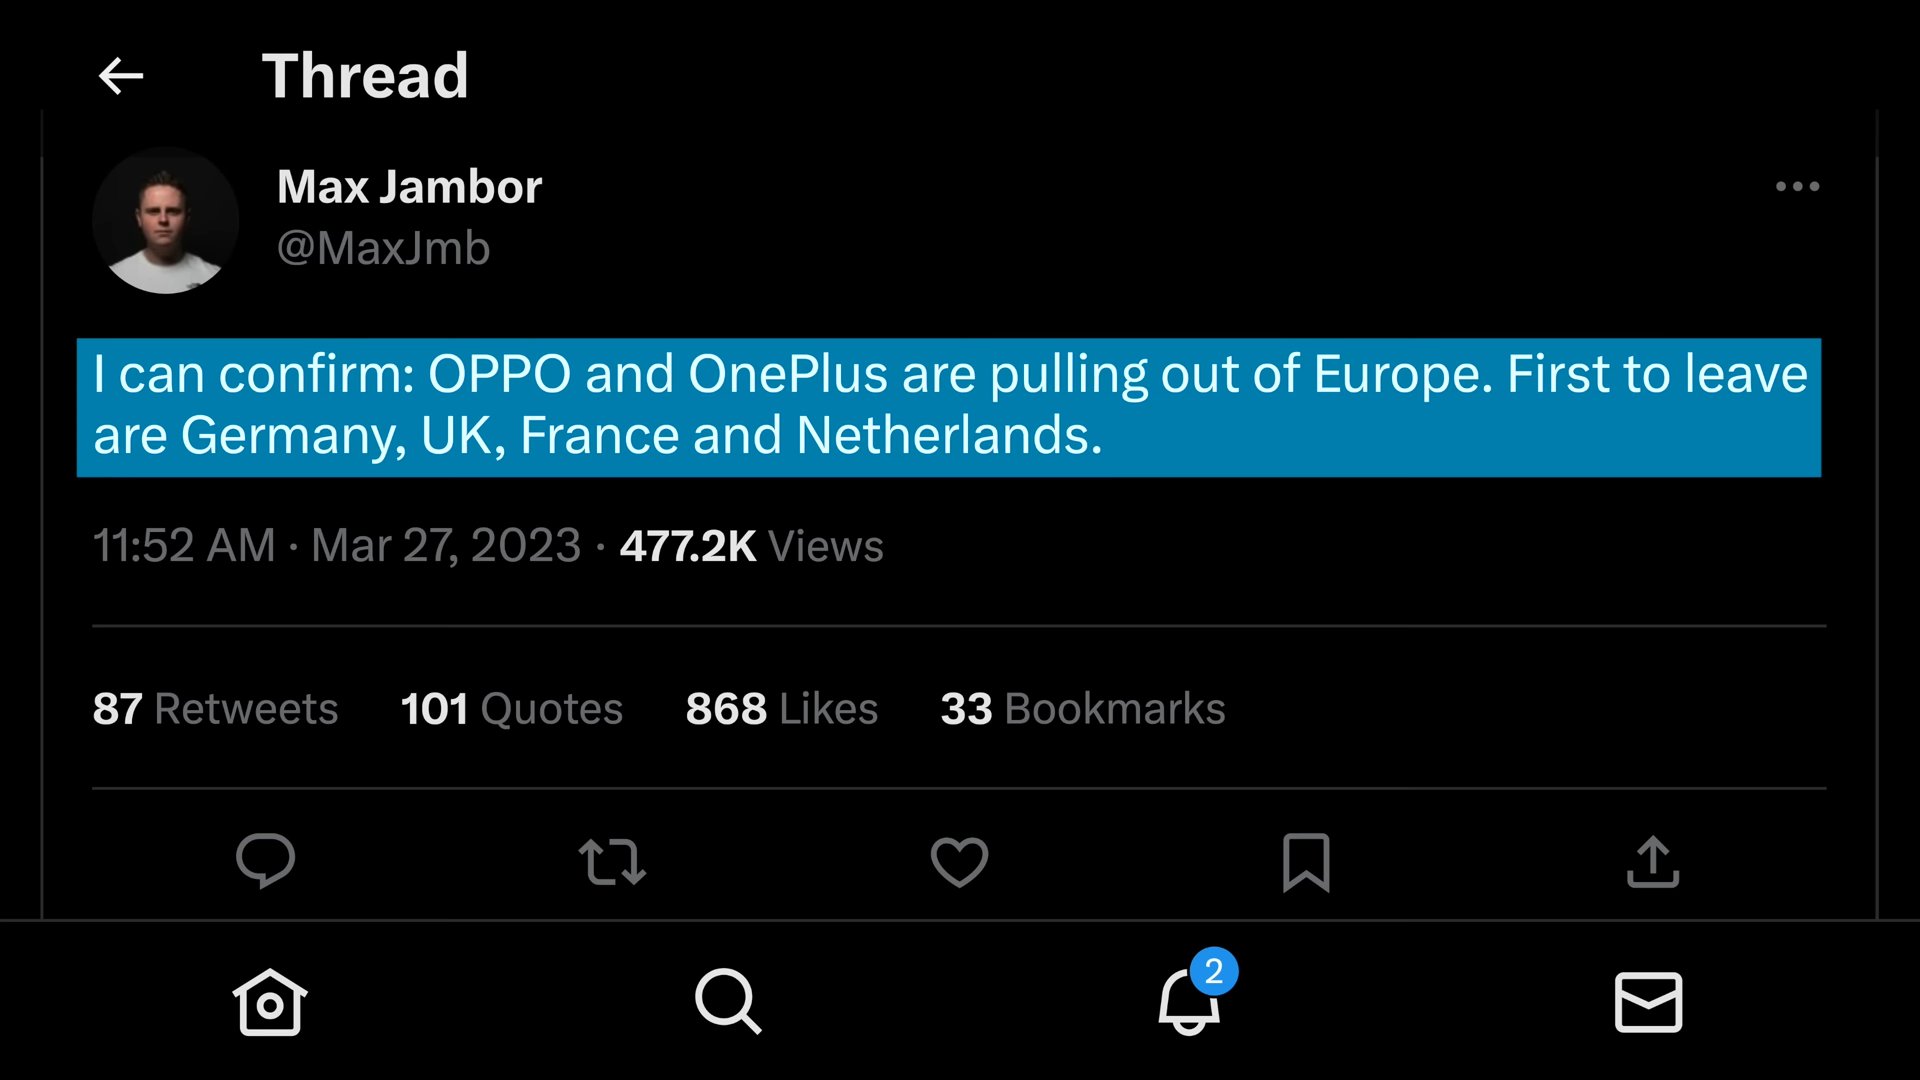 Thread
Max Jambor
@MaxJmb
I can confirm: OPPO and OnePlus are pulling out of Europe. First to leave
are Germany, UK, France and Netherlands.
11:52 AM · Mar 27, 2023 · 477.2K Views
87 Retweets 101 Quotes 868 Likes 33 Bookmarks
2